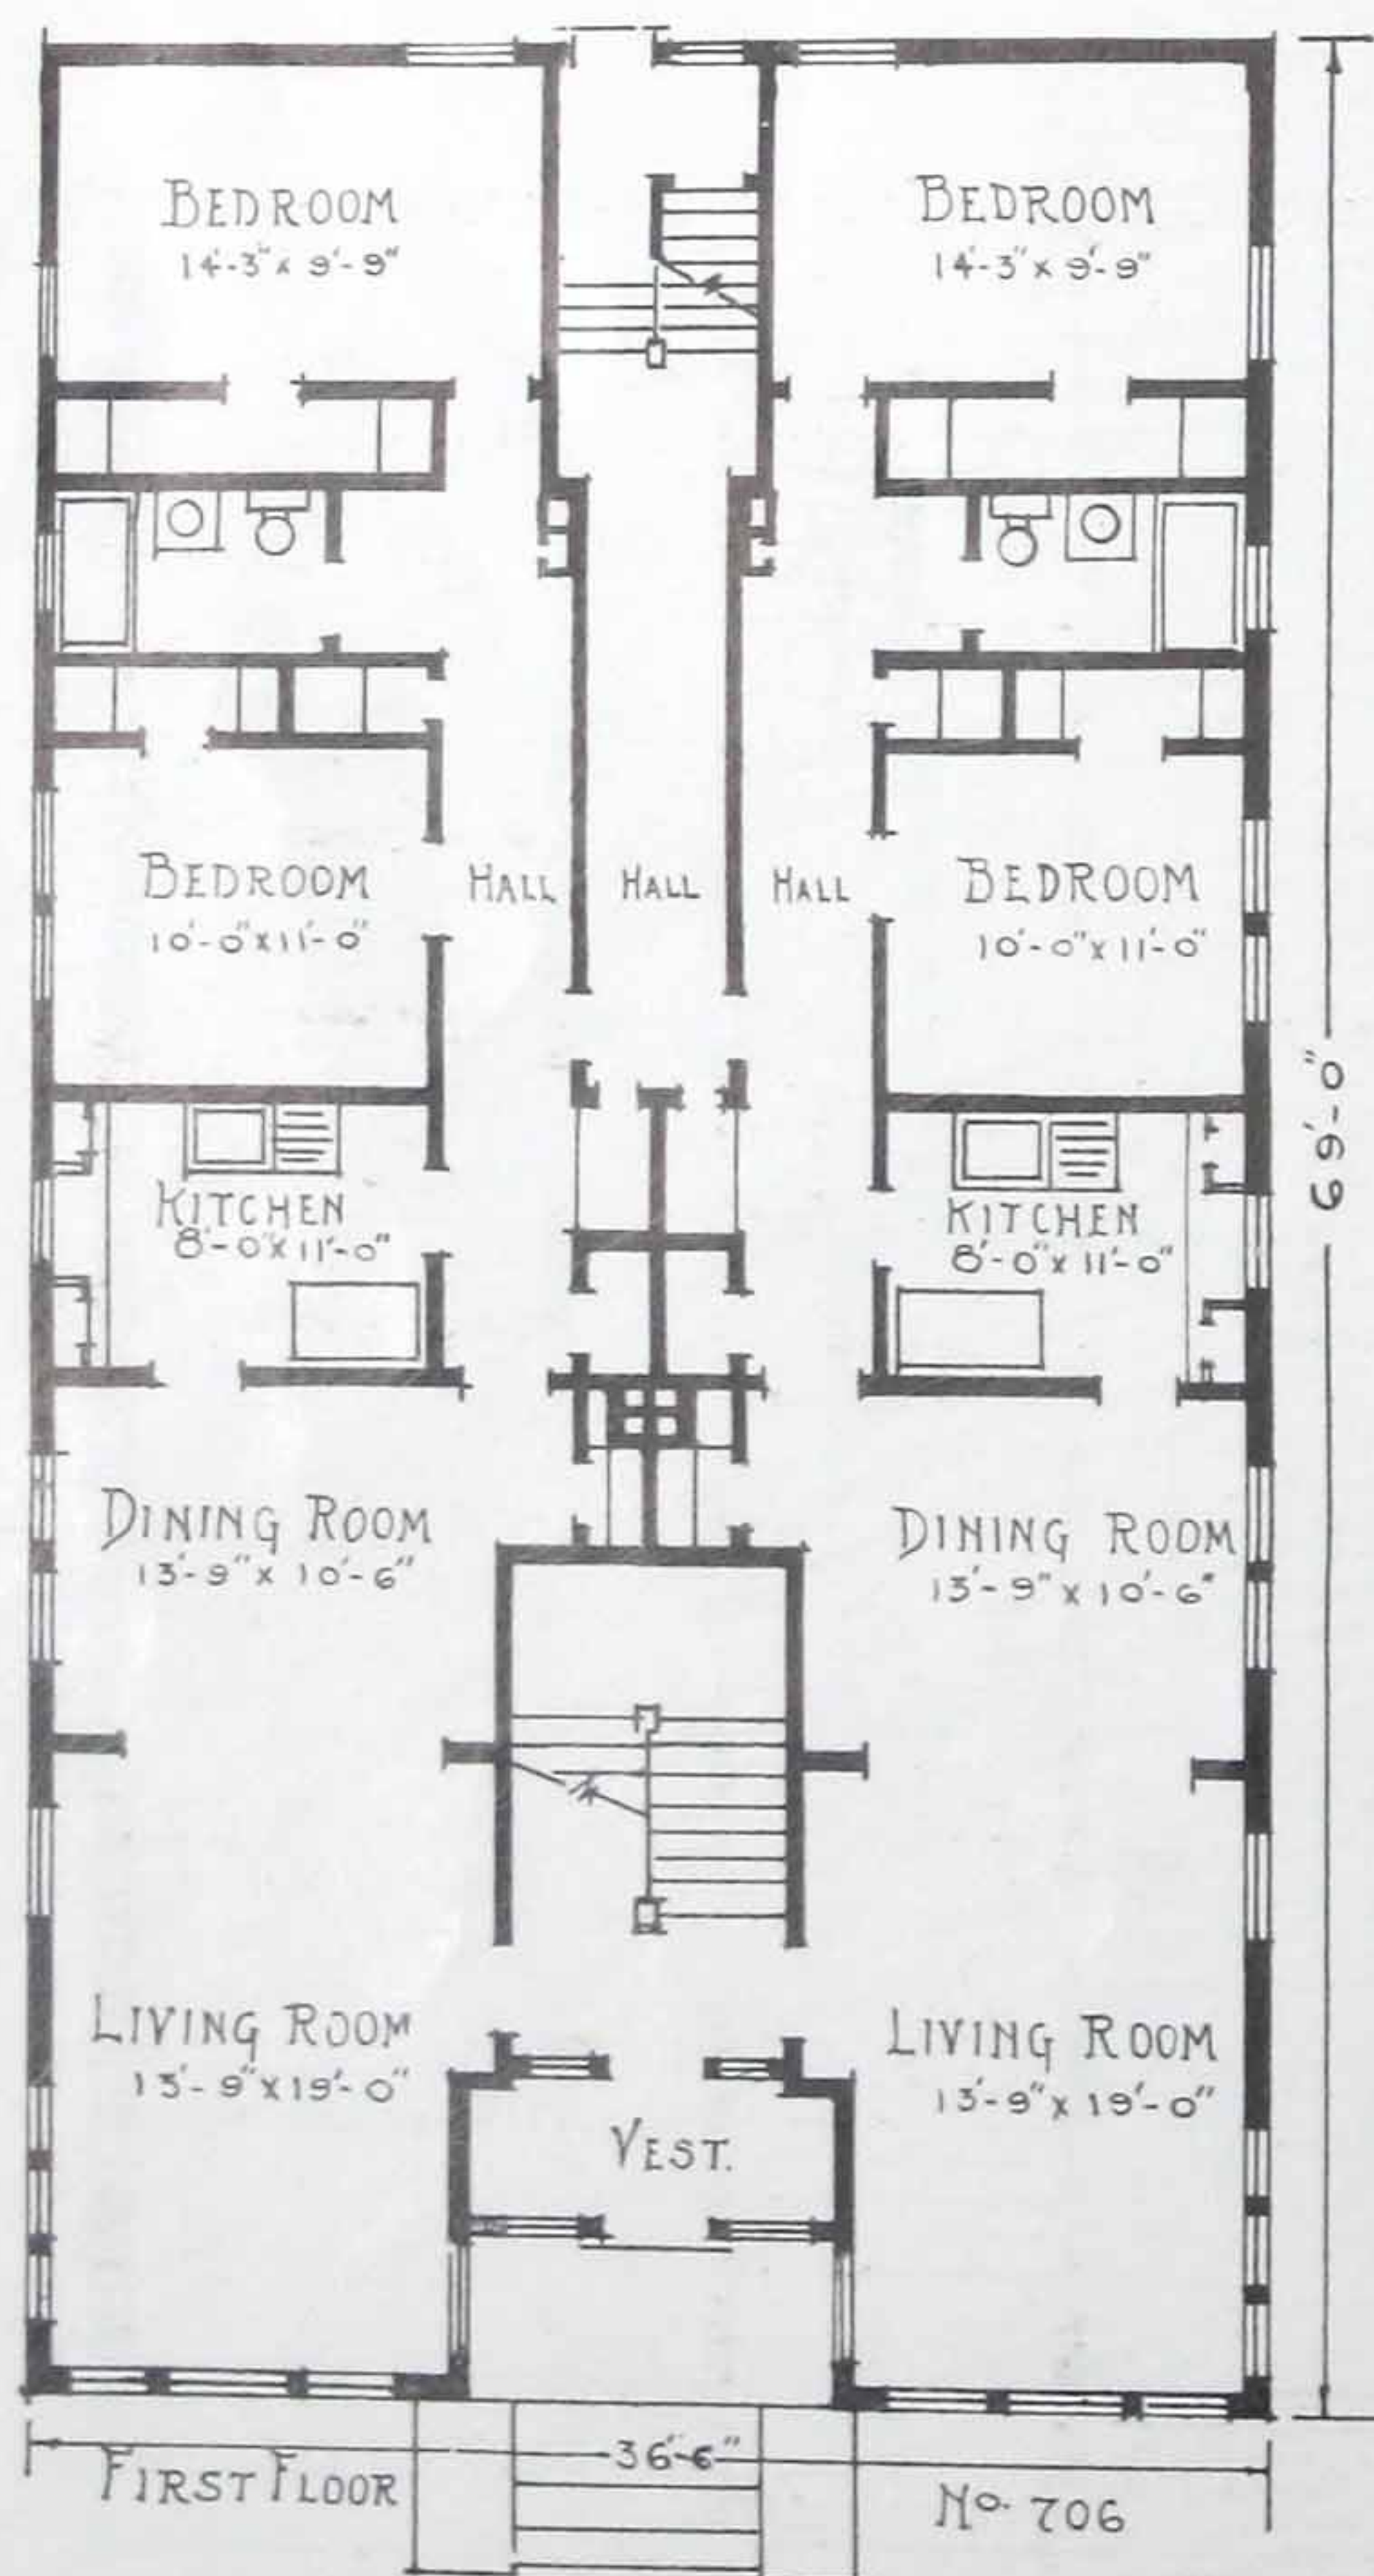 BEDROOM
14'-3" x 9'-9"
BEDROOM
14'-3" x 9'-9"
BEDROOM
10'-0" x 11'-0"
HALL
HALL
HALL
BEDROOM
10'-0" x 11'-0"
69'-0"
KITCHEN
8'-0" x 11'-0"
KITCHEN
8'-0" x 11'-0"
DINING ROOM
13'-9" x 10'-6"
DINING ROOM
13'-9" x 10'-6"
LIVING ROOM
13'-9" x 19'-0"
LIVING ROOM
13'-9" x 19'-0"
VEST.
36'-6"
FIRST FLOOR
No. 706